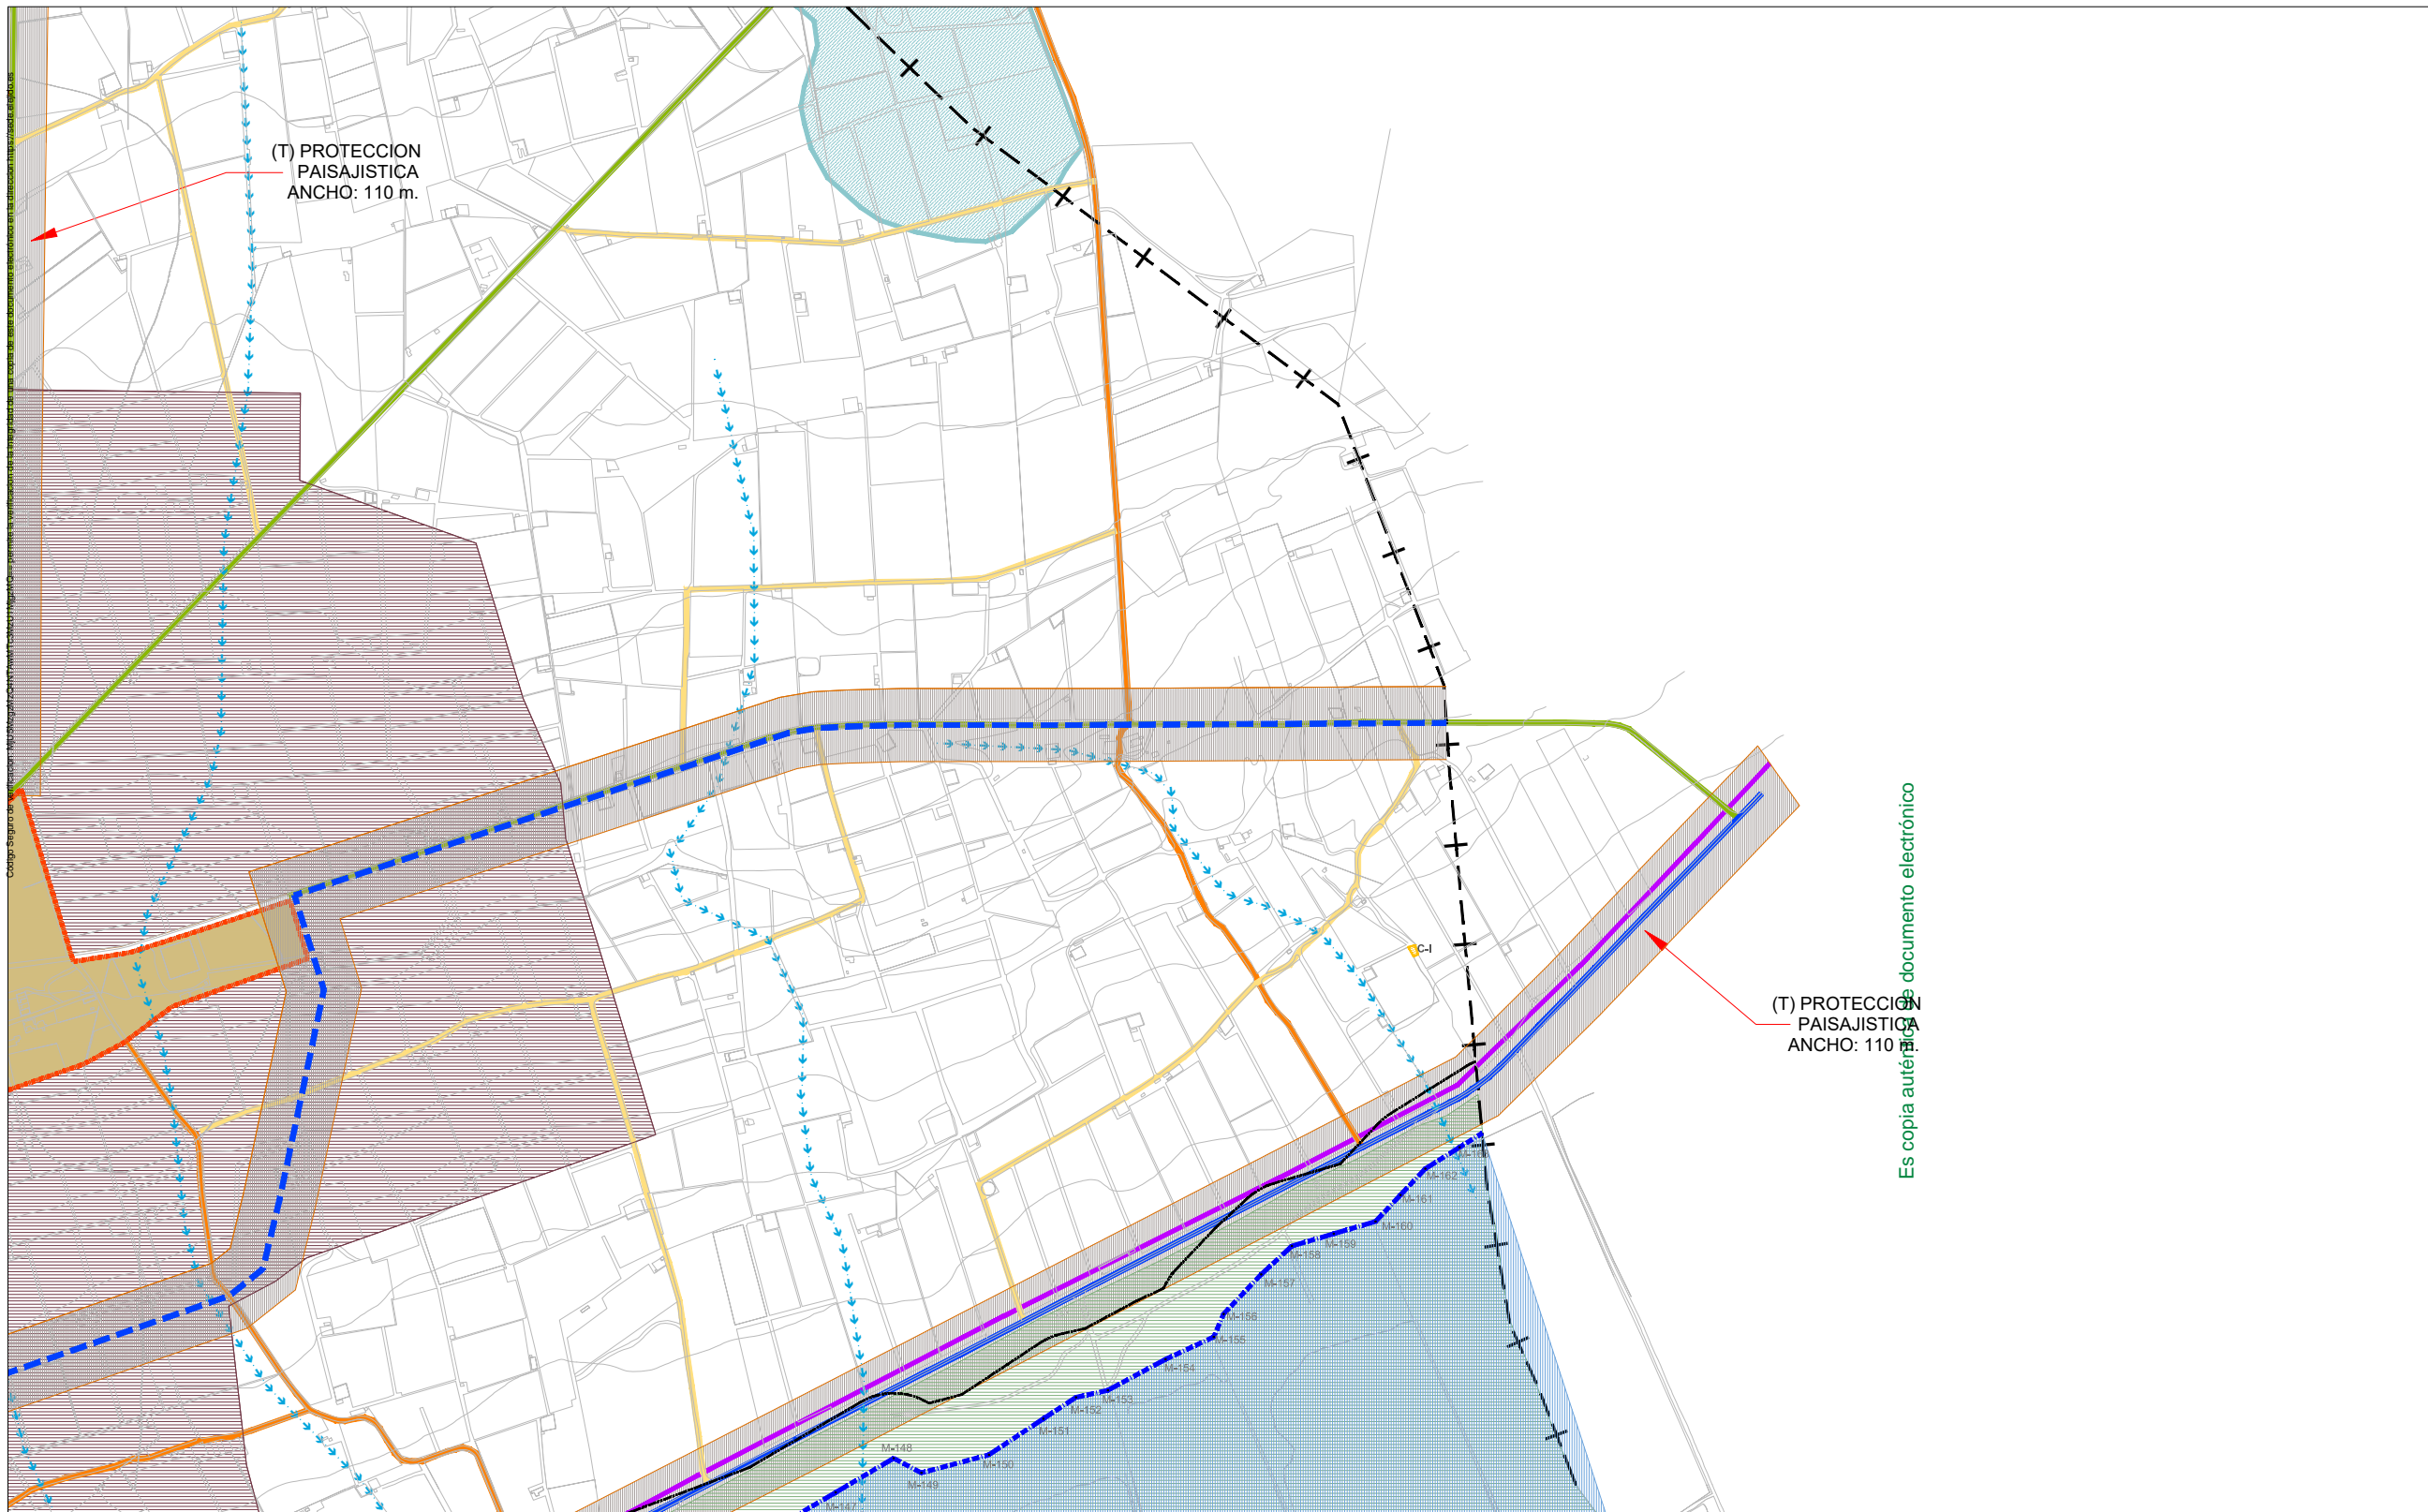 (T) PROTECCION
PAISAJISTICA
ANCHO: 110 m.
C-I
(T) PROTECCION
PAISAJISTICA
ANCHO: 110 m.
Es copia auténtica de documento electrónico
M-162
M-161
M-160
M-159
M-158
M-157
M-156
M-155
M-154
M-153
M-152
M-151
M-150
M-148
M-149
M-147